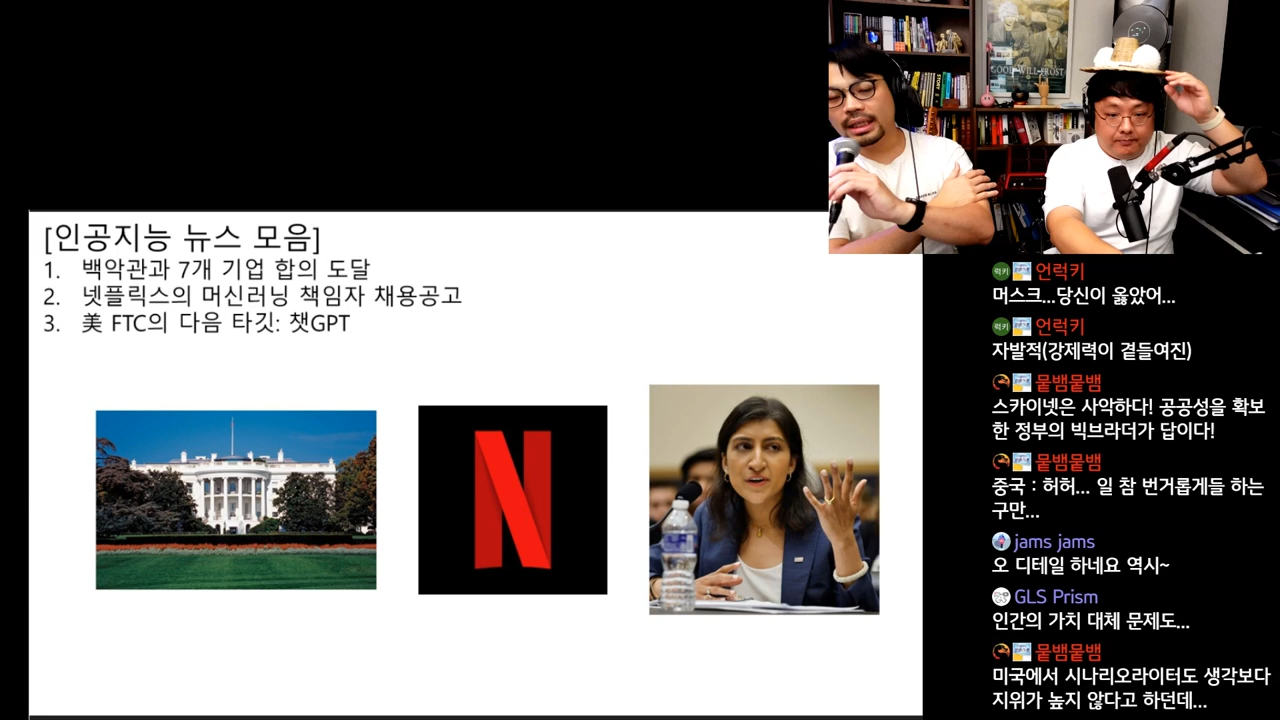 GOOD WILL FROST
[인공지능 뉴스 모음]
1. 백악관과 7개 기업 합의 도달
2. 넷플릭스의 머신러닝 책임자 채용공고
3. 美 FTC의 다음 타깃: 챗GPT
N
럭키 언럭키
머스크...당신이 옳았어...
럭키 언럭키
자발적(강제력이 곁들여진)
뭍뱀뭍뱀
스카이넷은 사악하다! 공공성을 확보
한 정부의 빅브라더가 답이다!
뭍뱀뭍뱀
중국 : 허허... 일 참 번거롭게들 하는
구만...
jams jams
오 디테일 하네요 역시~
GLS Prism
인간의 가치 대체 문제도...
뭍뱀뭍뱀
미국에서 시나리오라이터도 생각보다
지위가 높지 않다고 하던데...